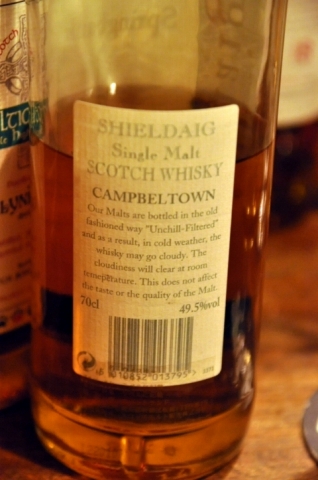 SHIELDAIG
Single Malt
SCOTCH WHISKY
CAMPBELTOWN
Our Malts are bottled in the old
fashioned way "Unchill-Filtered"
and as a result, in cold weather, the
whisky may go cloudy. The
cloudiness will clear at room
temeprature. This does not affect
the taste or the quality of the Malt.
70cl 49.5%vol